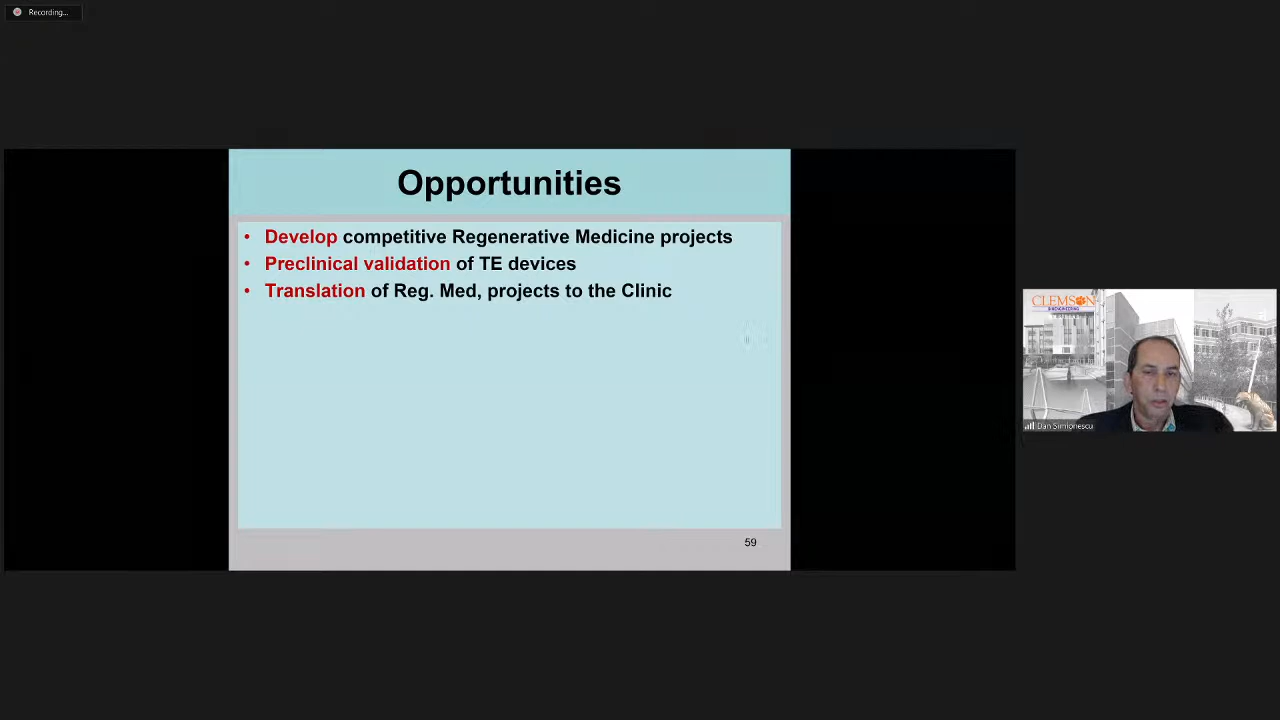 Recording...
Opportunities
• Develop competitive Regenerative Medicine projects
• Preclinical validation of TE devices
• Translation of Reg. Med, projects to the Clinic
59
CLEMSON
BIOENGINEERING
Dan Simionescu